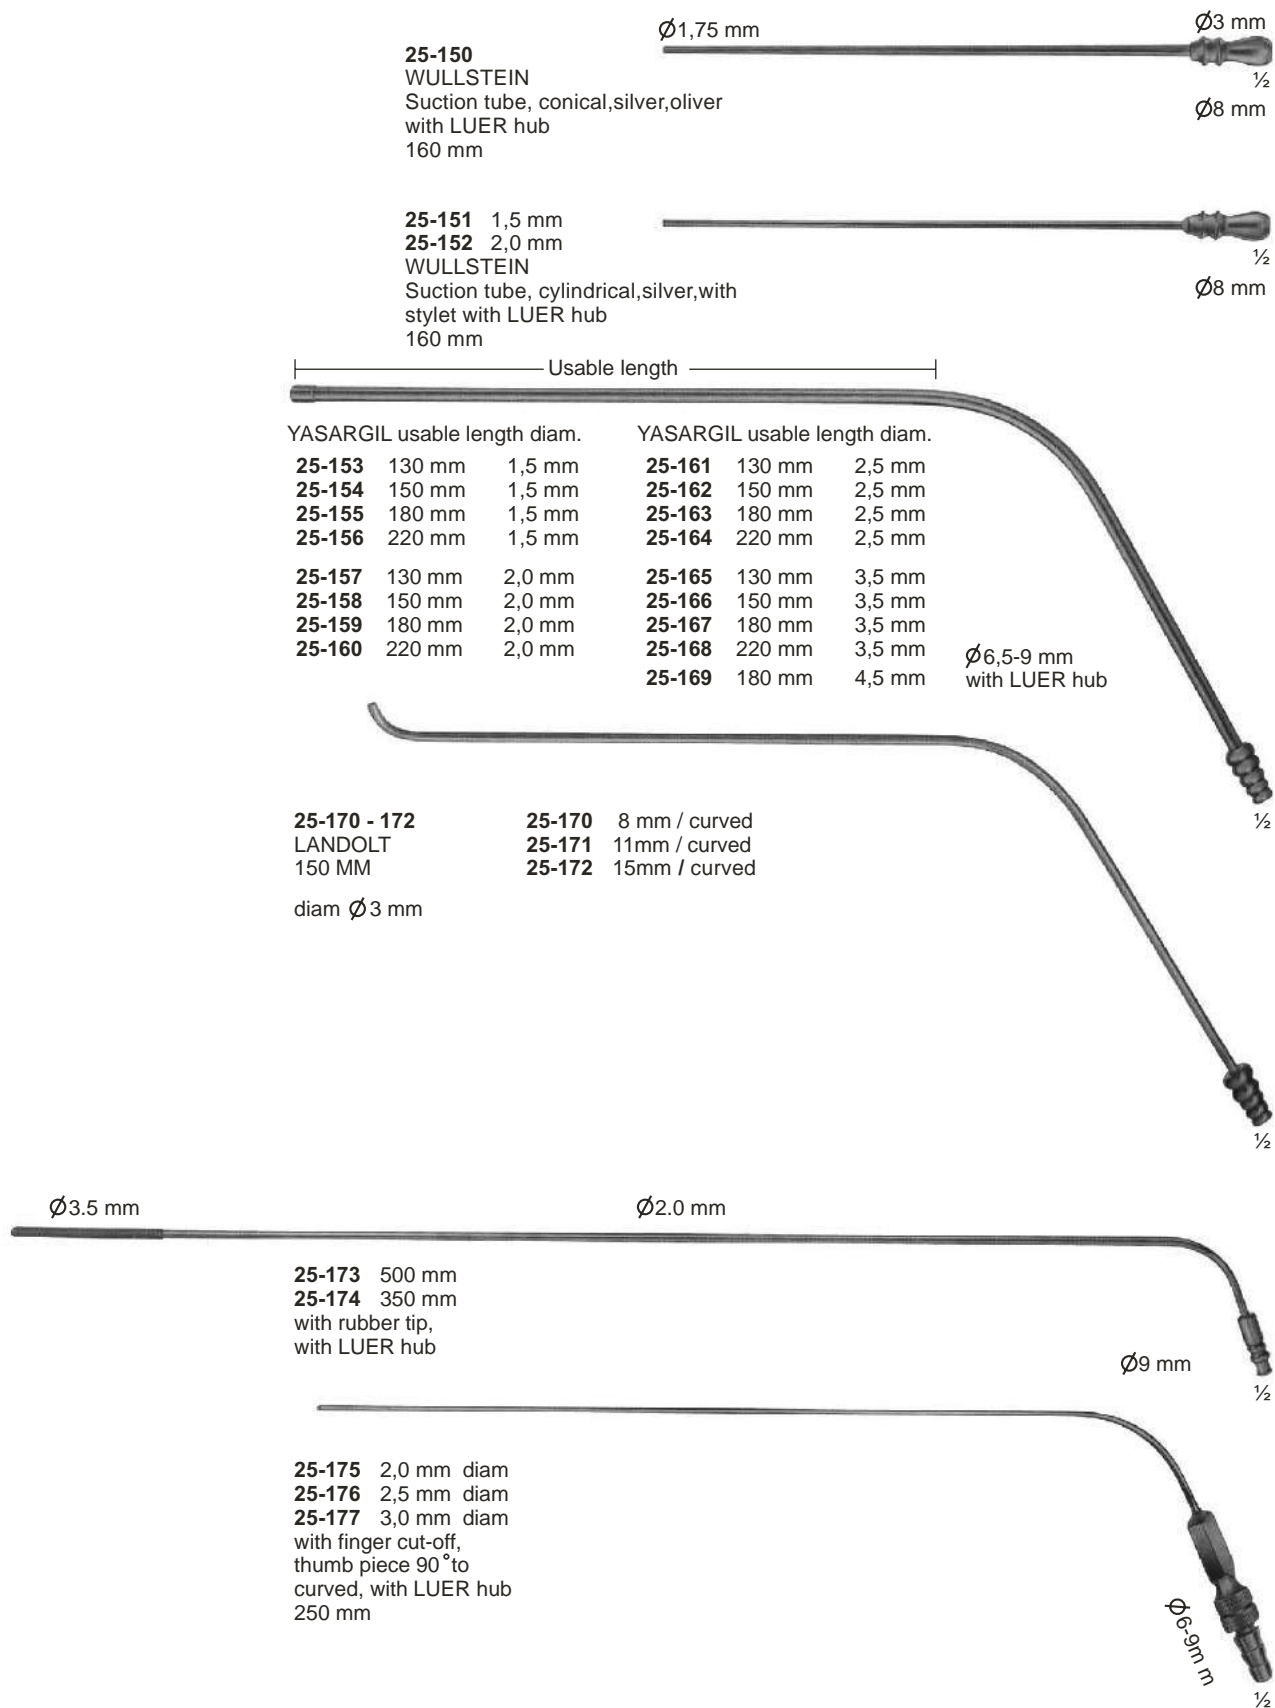 Ø1,75 mm
Ø3 mm
25-150
WULLSTEIN
Suction tube, conical,silver,oliver
with LUER hub
160 mm
½
Ø8 mm
25-151 1,5 mm
25-152 2,0 mm
WULLSTEIN
Suction tube, cylindrical,silver,with
stylet with LUER hub
160 mm
½
Ø8 mm
Usable length
YASARGIL usable length diam.
25-153 130 mm 1,5 mm
25-154 150 mm 1,5 mm
25-155 180 mm 1,5 mm
25-156 220 mm 1,5 mm
25-157 130 mm 2,0 mm
25-158 150 mm 2,0 mm
25-159 180 mm 2,0 mm
25-160 220 mm 2,0 mm
YASARGIL usable length diam.
25-161 130 mm 2,5 mm
25-162 150 mm 2,5 mm
25-163 180 mm 2,5 mm
25-164 220 mm 2,5 mm
25-165 130 mm 3,5 mm
25-166 150 mm 3,5 mm
25-167 180 mm 3,5 mm
25-168 220 mm 3,5 mm
25-169 180 mm 4,5 mm
Ø6,5-9 mm
with LUER hub
½
25-170 - 172
LANDOLT
150 MM
diam Ø3 mm
25-170 8 mm / curved
25-171 11mm / curved
25-172 15mm / curved
½
Ø3.5 mm
Ø2.0 mm
25-173 500 mm
25-174 350 mm
with rubber tip,
with LUER hub
Ø9 mm
½
25-175 2,0 mm diam
25-176 2,5 mm diam
25-177 3,0 mm diam
with finger cut-off,
thumb piece 90°to
curved, with LUER hub
250 mm
Ø6-9m m
½